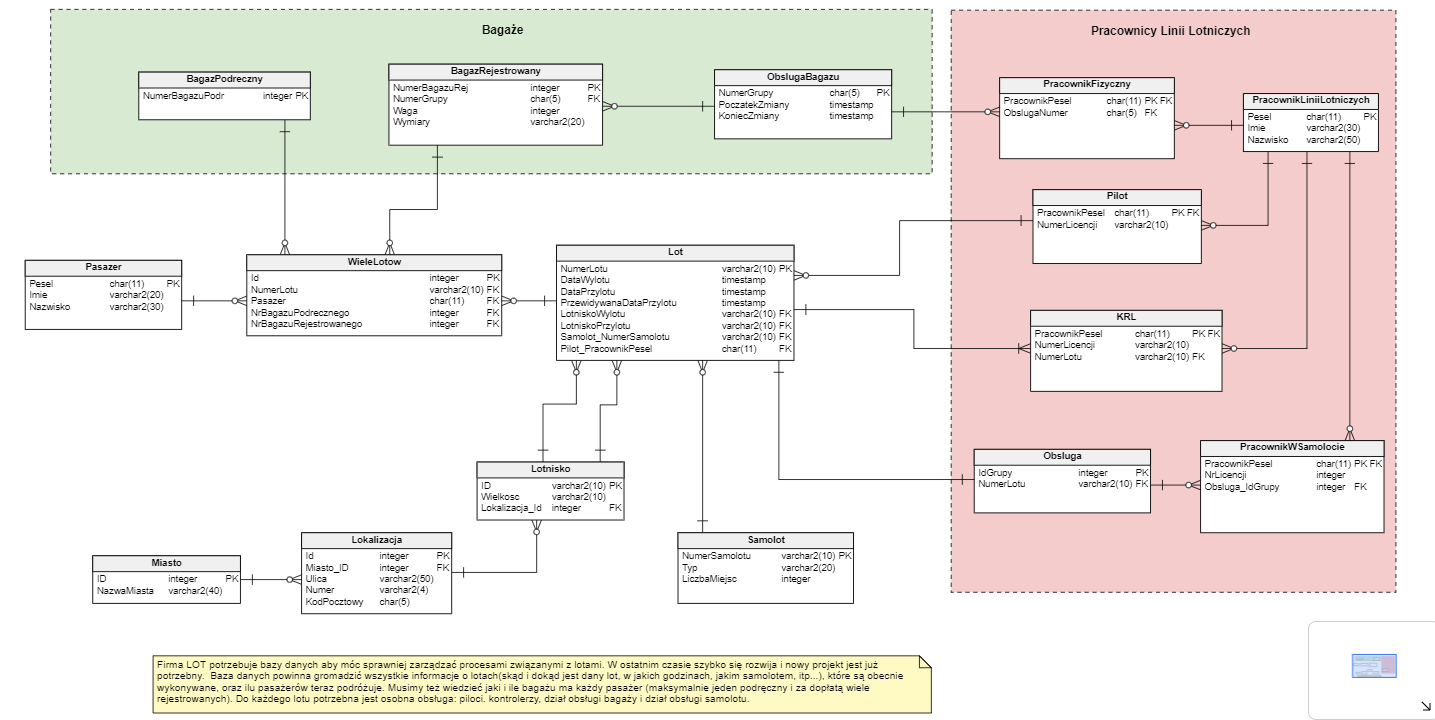 Bagaże
BagazPodreczny
NumerBagazuPodr integer PK
BagazRejestrowany
NumerBagazuRej integer PK
NumerGrupy char(5) FK
Waga integer
Wymiary varchar2(20)
ObslugaBagazu
NumerGrupy char(5) PK
PoczatekZmiany timestamp
KoniecZmiany timestamp
Pracownicy Linii Lotniczych
PracownikFizyczny
PracownikPesel char(11) PK FK
ObslugaNumer char(5) FK
PracownikLiniiLotniczych
Pesel char(11) PK
Imie varchar2(30)
Nazwisko varchar2(50)
Pilot
PracownikPesel char(11) PK FK
NumerLicencji varchar2(10)
KRL
PracownikPesel char(11) PK FK
NumerLicencji varchar2(10)
NumerLotu varchar2(10) FK
Obsluga
IdGrupy integer PK
NumerLotu varchar2(10) FK
PracownikWSamolocie
PracownikPesel char(11) PK FK
NrLicencji integer
Obsluga_IdGrupy integer FK
Pasazer
Pesel char(11) PK
Imie varchar2(20)
Nazwisko varchar2(30)
WieleLotow
Id integer PK
NumerLotu varchar2(10) FK
Pasazer char(11) FK
NrBagazuPodrecznego integer FK
NrBagazuRejestrowanego integer FK
Lot
NumerLotu varchar2(10) PK
DataWylotu timestamp
DataPrzylotu timestamp
PrzewidywanaDataPrzylotu timestamp
LotniskoWylotu varchar2(10) FK
LotniskoPrzylotu varchar2(10) FK
Samolot_NumerSamolotu varchar2(10) FK
Pilot_PracownikPesel char(11) FK
Lotnisko
ID varchar2(10) PK
Wielkosc varchar2(10)
Lokalizacja_Id integer FK
Miasto
ID integer PK
NazwaMiasta varchar2(40)
Lokalizacja
Id integer PK
Miasto_ID integer FK
Ulica varchar2(50)
Numer varchar2(4)
KodPocztowy char(5)
Samolot
NumerSamolotu varchar2(10) PK
Typ varchar2(20)
LiczbaMiejsc integer
Firma LOT potrzebuje bazy danych aby móc sprawniej zarządzać procesami związanymi z lotami. W ostatnim czasie szybko się rozwija i nowy projekt jest już
potrzebny. Baza danych powinna gromadzić wszystkie informacje o lotach(skąd i dokąd jest dany lot, w jakich godzinach, jakim samolotem, itp...), które są obecnie
wykonywane, oraz ilu pasażerów teraz podróżuje. Musimy też wiedzieć jaki i ile bagażu ma każdy pasażer (maksymalnie jeden podręczny i za dopłatą wiele
rejestrowanych). Do każdego lotu potrzebna jest osobna obsługa: piloci. kontrolerzy, dział obsługi bagaży i dział obsługi samolotu.